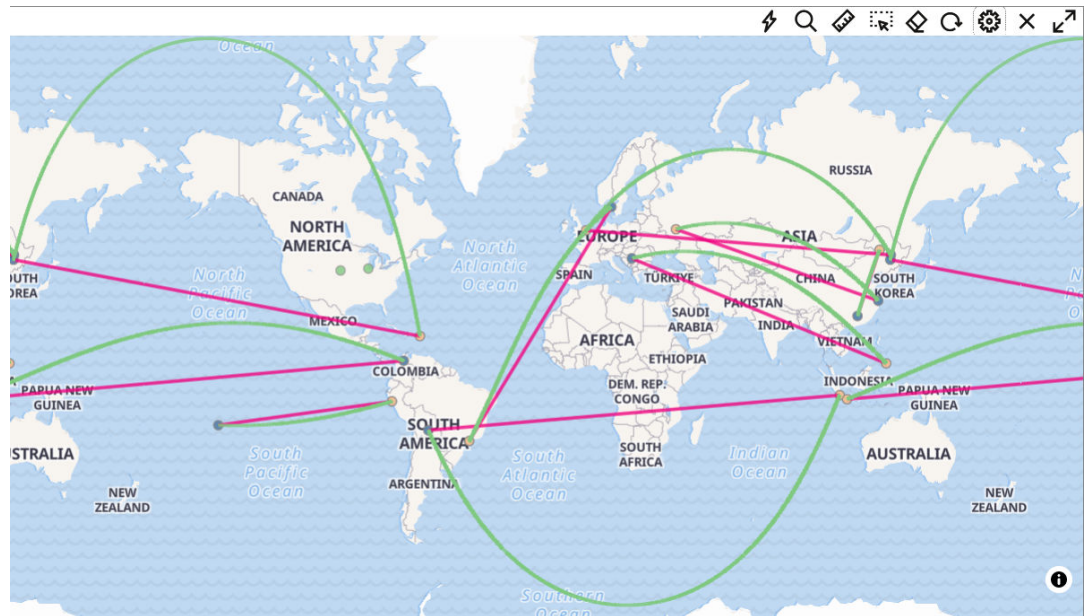 Ocean
RUSSIA
CANADA
NORTH
AMERICA
EUROPE
ASIA
North
Atlantic
Ocean
SPAIN
TÜRKIYE
CHINA
SOUTH
KOREA
OUTH
OREA
North
Pacific
Ocean
N
P
O
PAKISTAN
SAUDI
ARABIA
MEXICO
INDIA
AFRICA
VIETNAM
ETHIOPIA
COLOMBIA
INDONESIA
A
DEM. REP.
CONGO
PAPUA NEW
GUINEA
PAPUA NEW
GUINEA
SOUTH
AMERICA
SOUTH
AFRICA
STRALIA
AUSTRALIA
South
Pacific
Ocean
South
Atlantic
Ocean
Indian
Ocean
ARGENTINA
NEW
ZEALAND
NEW
ZEALAND
Southern
Ocean